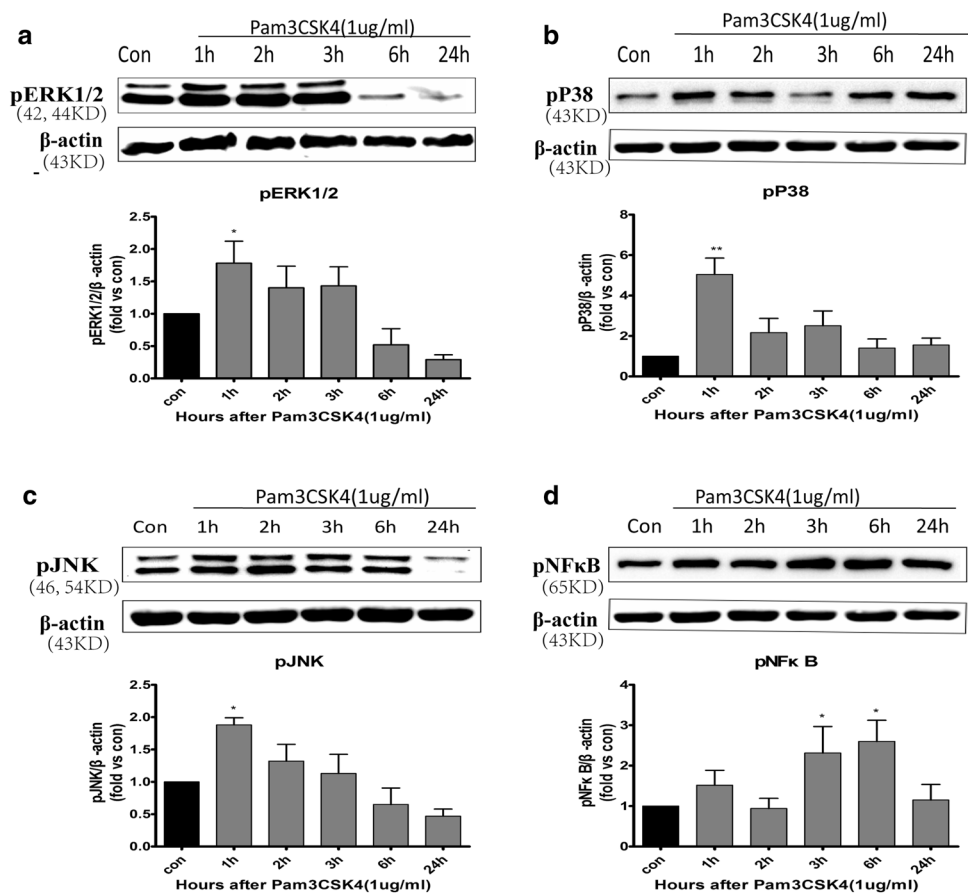 a
Pam3CSK4(1ug/ml)
Con 1h 2h 3h 6h 24h
pERK1/2
(42, 44KD)
β-actin
(43KD)
pERK1/2
pERK1/2/β -actin
(fold vs con)
2.5
2.0
1.5
1.0
0.5
0.0
*
con 1h 2h 3h 6h 24h
Hours after Pam3CSK4(1ug/ml)
b
Pam3CSK4(1ug/ml)
Con 1h 2h 3h 6h 24h
pP38
(43KD)
β-actin
(43KD)
pP38
pP38/β -actin
(fold vs con)
8
6
4
2
0
**
con 1h 2h 3h 6h 24h
Hours after Pam3CSK4(1ug/ml)
c
Pam3CSK4(1ug/ml)
Con 1h 2h 3h 6h 24h
pJNK
(46, 54KD)
β-actin
(43KD)
pJNK
pJNK/β -actin
(fold vs con)
2.5
2.0
1.5
1.0
0.5
0.0
*
con 1h 2h 3h 6h 24h
Hours after Pam3CSK4(1ug/ml)
d
Pam3CSK4(1ug/ml)
Con 1h 2h 3h 6h 24h
pNFκB
(65KD)
β-actin
(43KD)
pNFκ B
pNFκ B/β -actin
(fold vs con)
4
3
2
1
0
* *
con 1h 2h 3h 6h 24h
Hours after Pam3CSK4(1ug/ml)